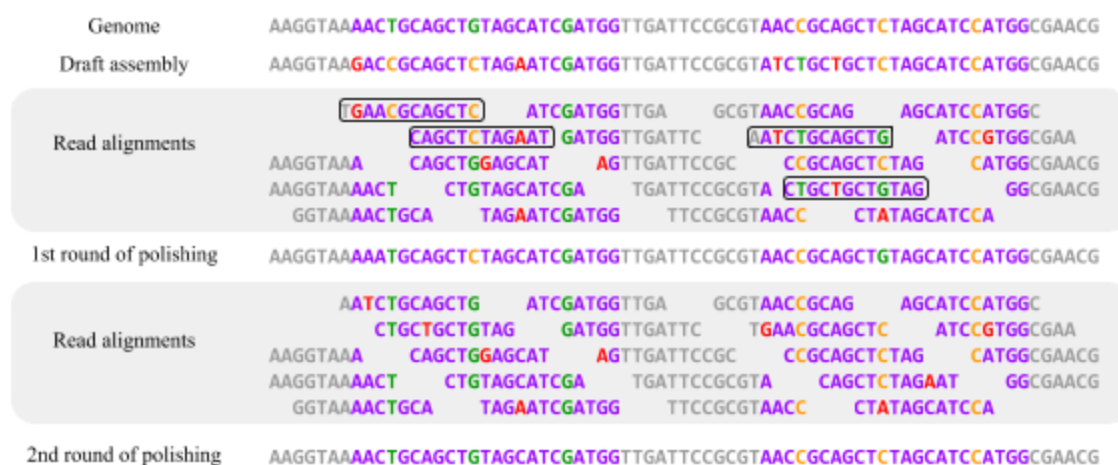 Genome AAGGTAAAACTGCAGCTGTAGCATCGATGGTTGATTCCGCGTAACCGCAGCTCTAGCATCCATGGCGAACG
Draft assembly AAGGTAAGACCGCAGCTCTAGAATCGATGGTTGATTCCGCGTATCTGCTGCTCTAGCATCCATGGCGAACG
TGAACGCAGCTC ATCGATGGTTGA GCGTAACCGCAG AGCATCCATGGC
Read alignments CAGCTCTAGAAT GATGGTTGATTC AATCTGCAGCTG ATCCGTGGCGAA
AAGGTAAA CAGCTGGAGCAT AGTTGATTCCGC CCGCAGCTCTAG CATGGCGAACG
AAGGTAAAACT CTGTAGCATCGA TGATTCCGCGTA CTGCTGCTGTAG GGCGAACG
GGTAAAACTGCA TAGAATCGATGG TTCCGCGTAACC CTATAGCATCCA
1st round of polishing AAGGTAAAAATGCAGCTCTAGCATCGATGGTTGATTCCGCGTAACCGCAGCTGTAGCATCCATGGCGAACG
AATCTGCAGCTG ATCGATGGTTGA GCGTAACCGCAG AGCATCCATGGC
Read alignments CTGCTGCTGTAG GATGGTTGATTC TGAACGCAGCTC ATCCGTGGCGAA
AAGGTAAA CAGCTGGAGCAT AGTTGATTCCGC CCGCAGCTCTAG CATGGCGAACG
AAGGTAAAACT CTGTAGCATCGA TGATTCCGCGTA CAGCTCTAGAAT GGCGAACG
GGTAAAACTGCA TAGAATCGATGG TTCCGCGTAACC CTATAGCATCCA
2nd round of polishing AAGGTAAAACTGCAGCTGTAGCATCGATGGTTGATTCCGCGTAACCGCAGCTCTAGCATCCATGGCGAACG